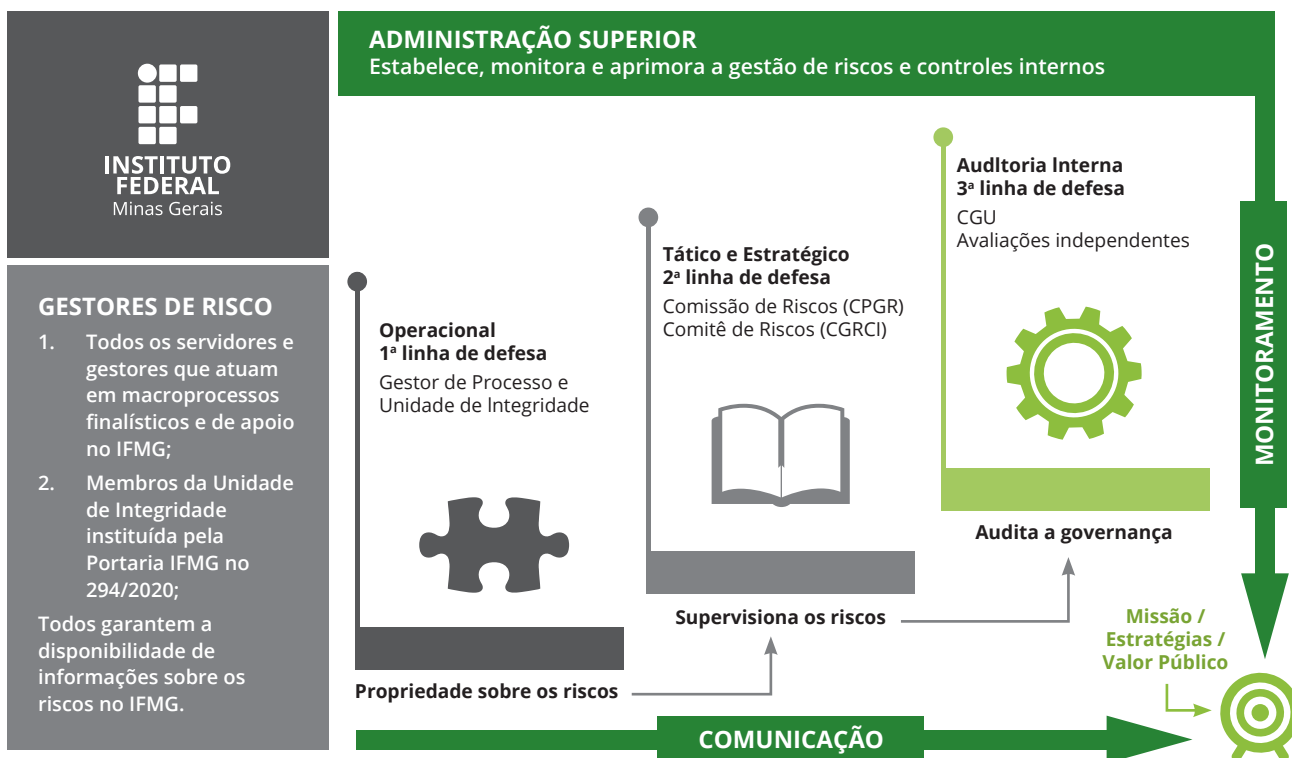 INSTITUTO
FEDERAL
Minas Gerais
GESTORES DE RISCO
1. Todos os servidores e
gestores que atuam
em macroprocessos
finalísticos e de apoio
no IFMG;
2. Membros da Unidade
de Integridade
instituída pela
Portaria IFMG no
294/2020;
Todos garantem a
disponibilidade de
informações sobre os
riscos no IFMG.
ADMINISTRAÇÃO SUPERIOR
Estabelece, monitora e aprimora a gestão de riscos e controles internos
Operacional
1ª linha de defesa
Gestor de Processo e
Unidade de Integridade
Propriedade sobre os riscos
Tático e Estratégico
2ª linha de defesa
Comissão de Riscos (CPGR)
Comitê de Riscos (CGRCI)
Supervisiona os riscos
AudItoria Interna
3ª linha de defesa
CGU
Avaliações independentes
Audita a governança
MONITORAMENTO
Missão /
Estratégias /
Valor Público
COMUNICAÇÃO